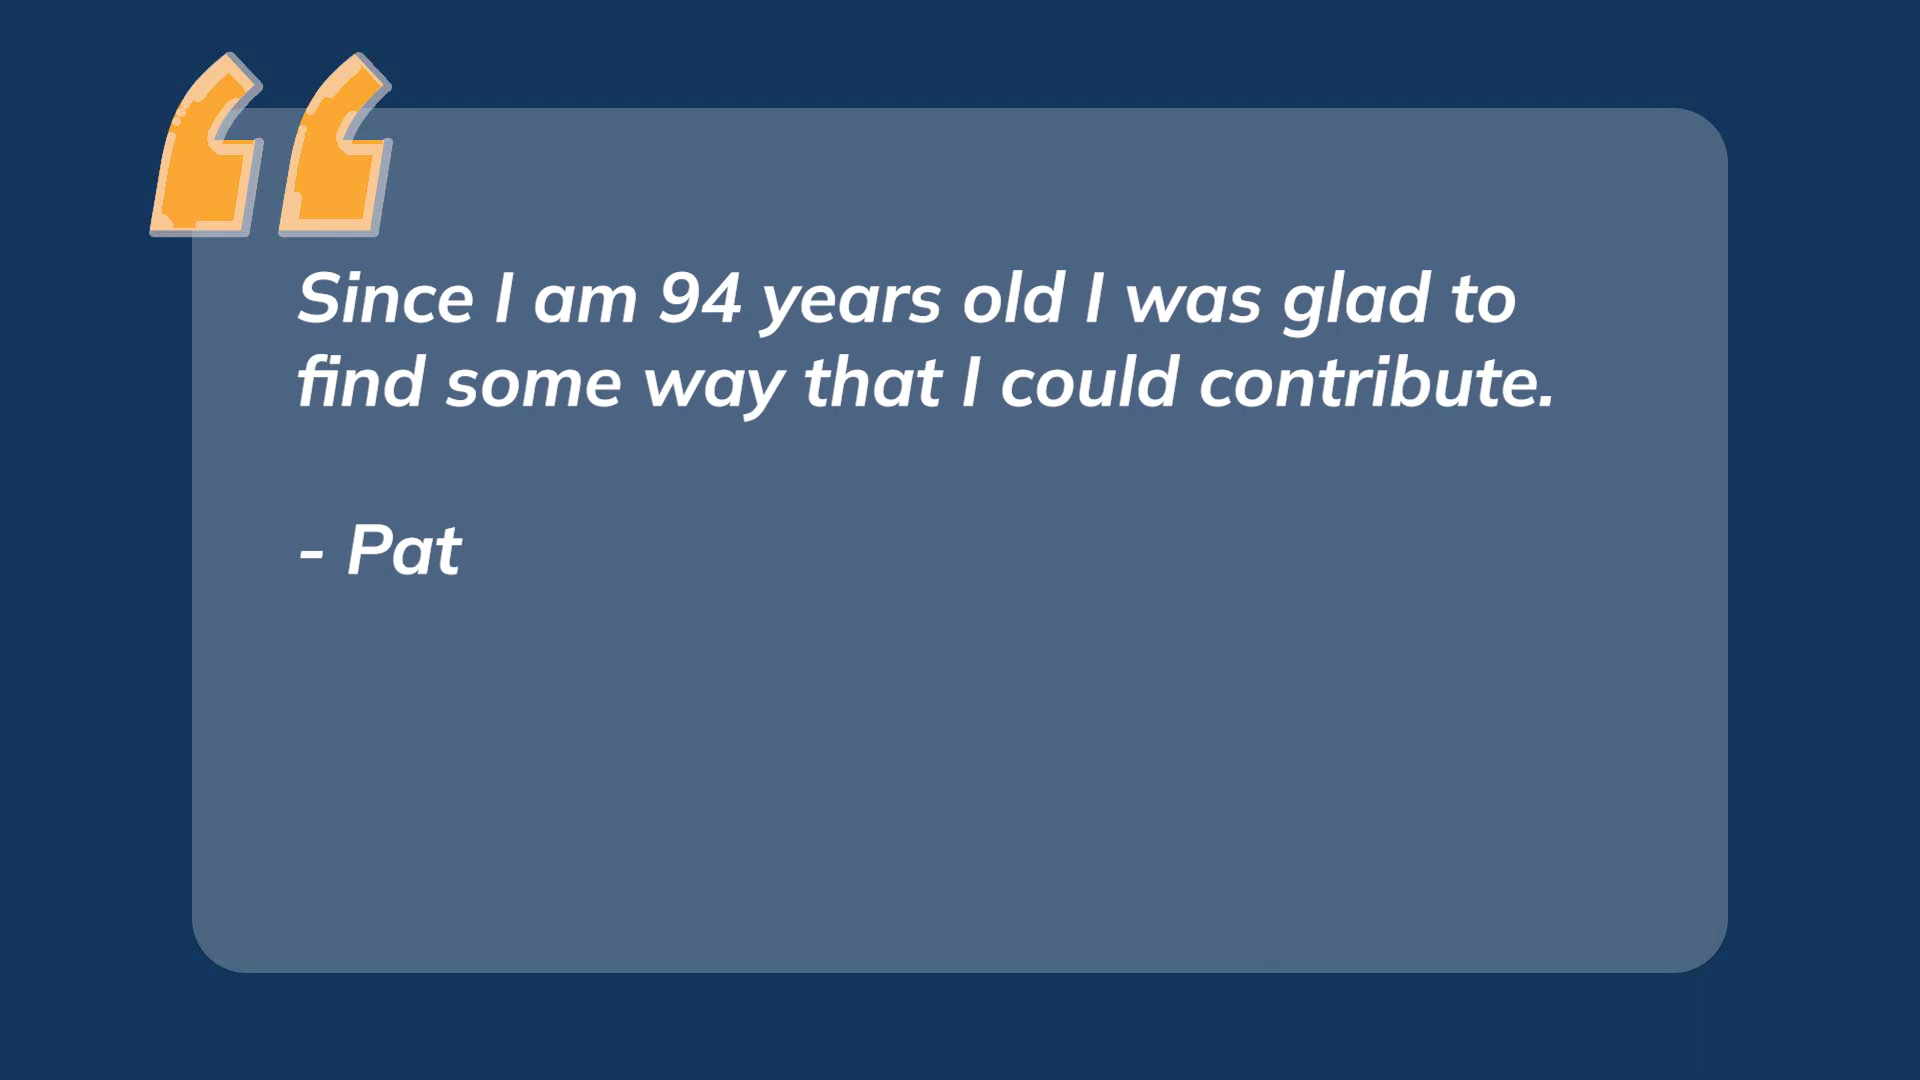 Since I am 94 years old I was glad to
find some way that I could contribute.
- Pat